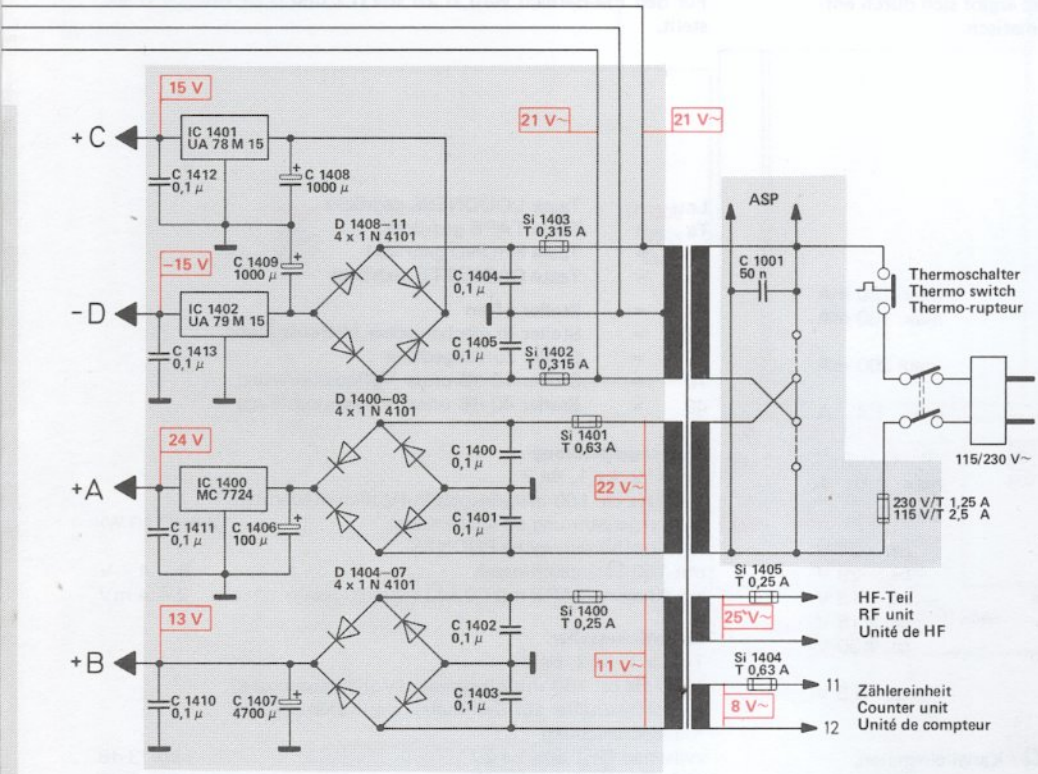 15 V
21 V~
21 V~
+C
IC 1401
UA 78 M 15
C 1408
1000 µ
+
C 1412
0,1 µ
ASP
D 1408–11
4 x 1 N 4101
Si 1403
T 0,315 A
–15 V
C 1409
1000 µ
+
C 1404
0,1 µ
C 1001
50 n
Thermoschalter
Thermo switch
Thermo-rupteur
-D
IC 1402
UA 79 M 15
C 1405
0,1 µ
Si 1402
T 0,315 A
C 1413
0,1 µ
D 1400–03
4 x 1 N 4101
Si 1401
T 0,63 A
24 V
C 1400
0,1 µ
115/230 V~
+A
IC 1400
MC 7724
22 V~
230 V/T 1,25 A
115 V/T 2,5 A
C 1411
0,1 µ
C 1406
100 µ
+
C 1401
0,1 µ
D 1404–07
4 x 1 N 4101
Si 1400
T 0,25 A
Si 1405
T 0,25 A
13 V
C 1402
0,1 µ
25 V~
HF-Teil
RF unit
Unité de HF
+B
11 V~
Si 1404
T 0,63 A
C 1410
0,1 µ
C 1407
4700 µ
+
C 1403
0,1 µ
8 V~
11
12
Zählereinheit
Counter unit
Unité de compteur